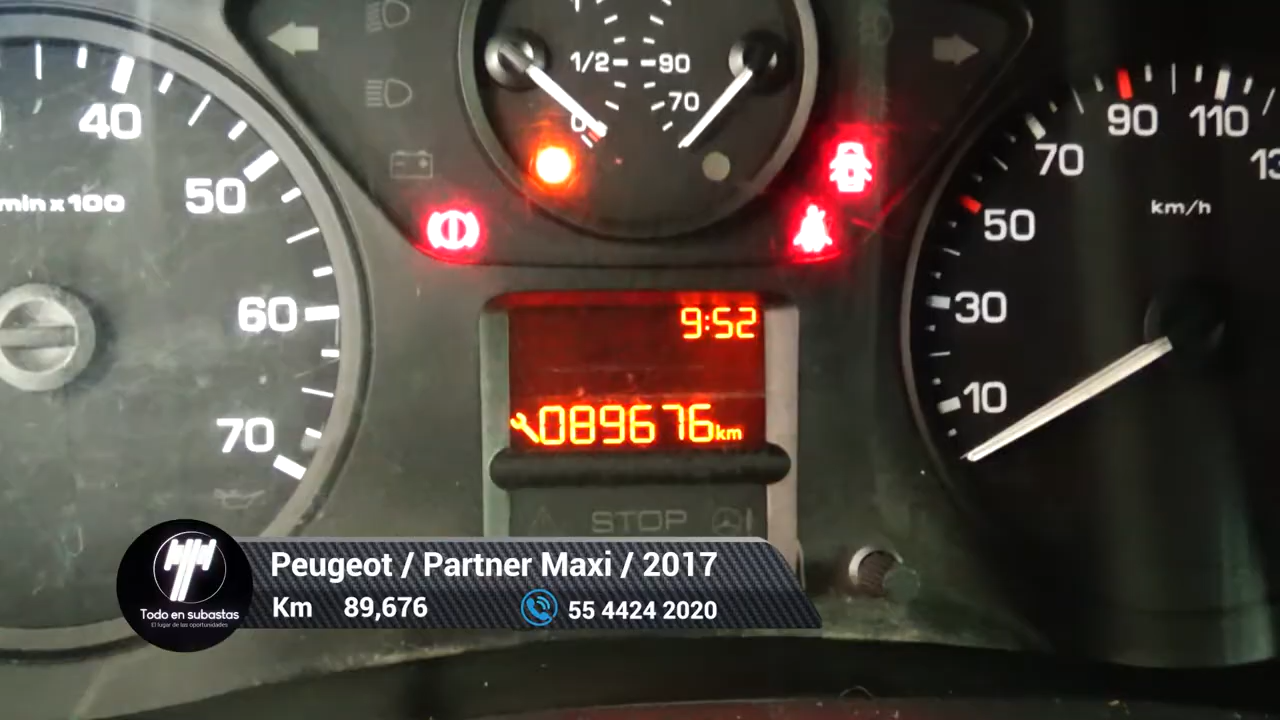 1/2
90
70
0
40
50
60
70
min x 100
90
110
70
50
30
10
km/h
9:52
089676 km
STOP
Peugeot / Partner Maxi / 2017
Km 89,676
55 4424 2020
Todo en subastas
El lugar de las oportunidades